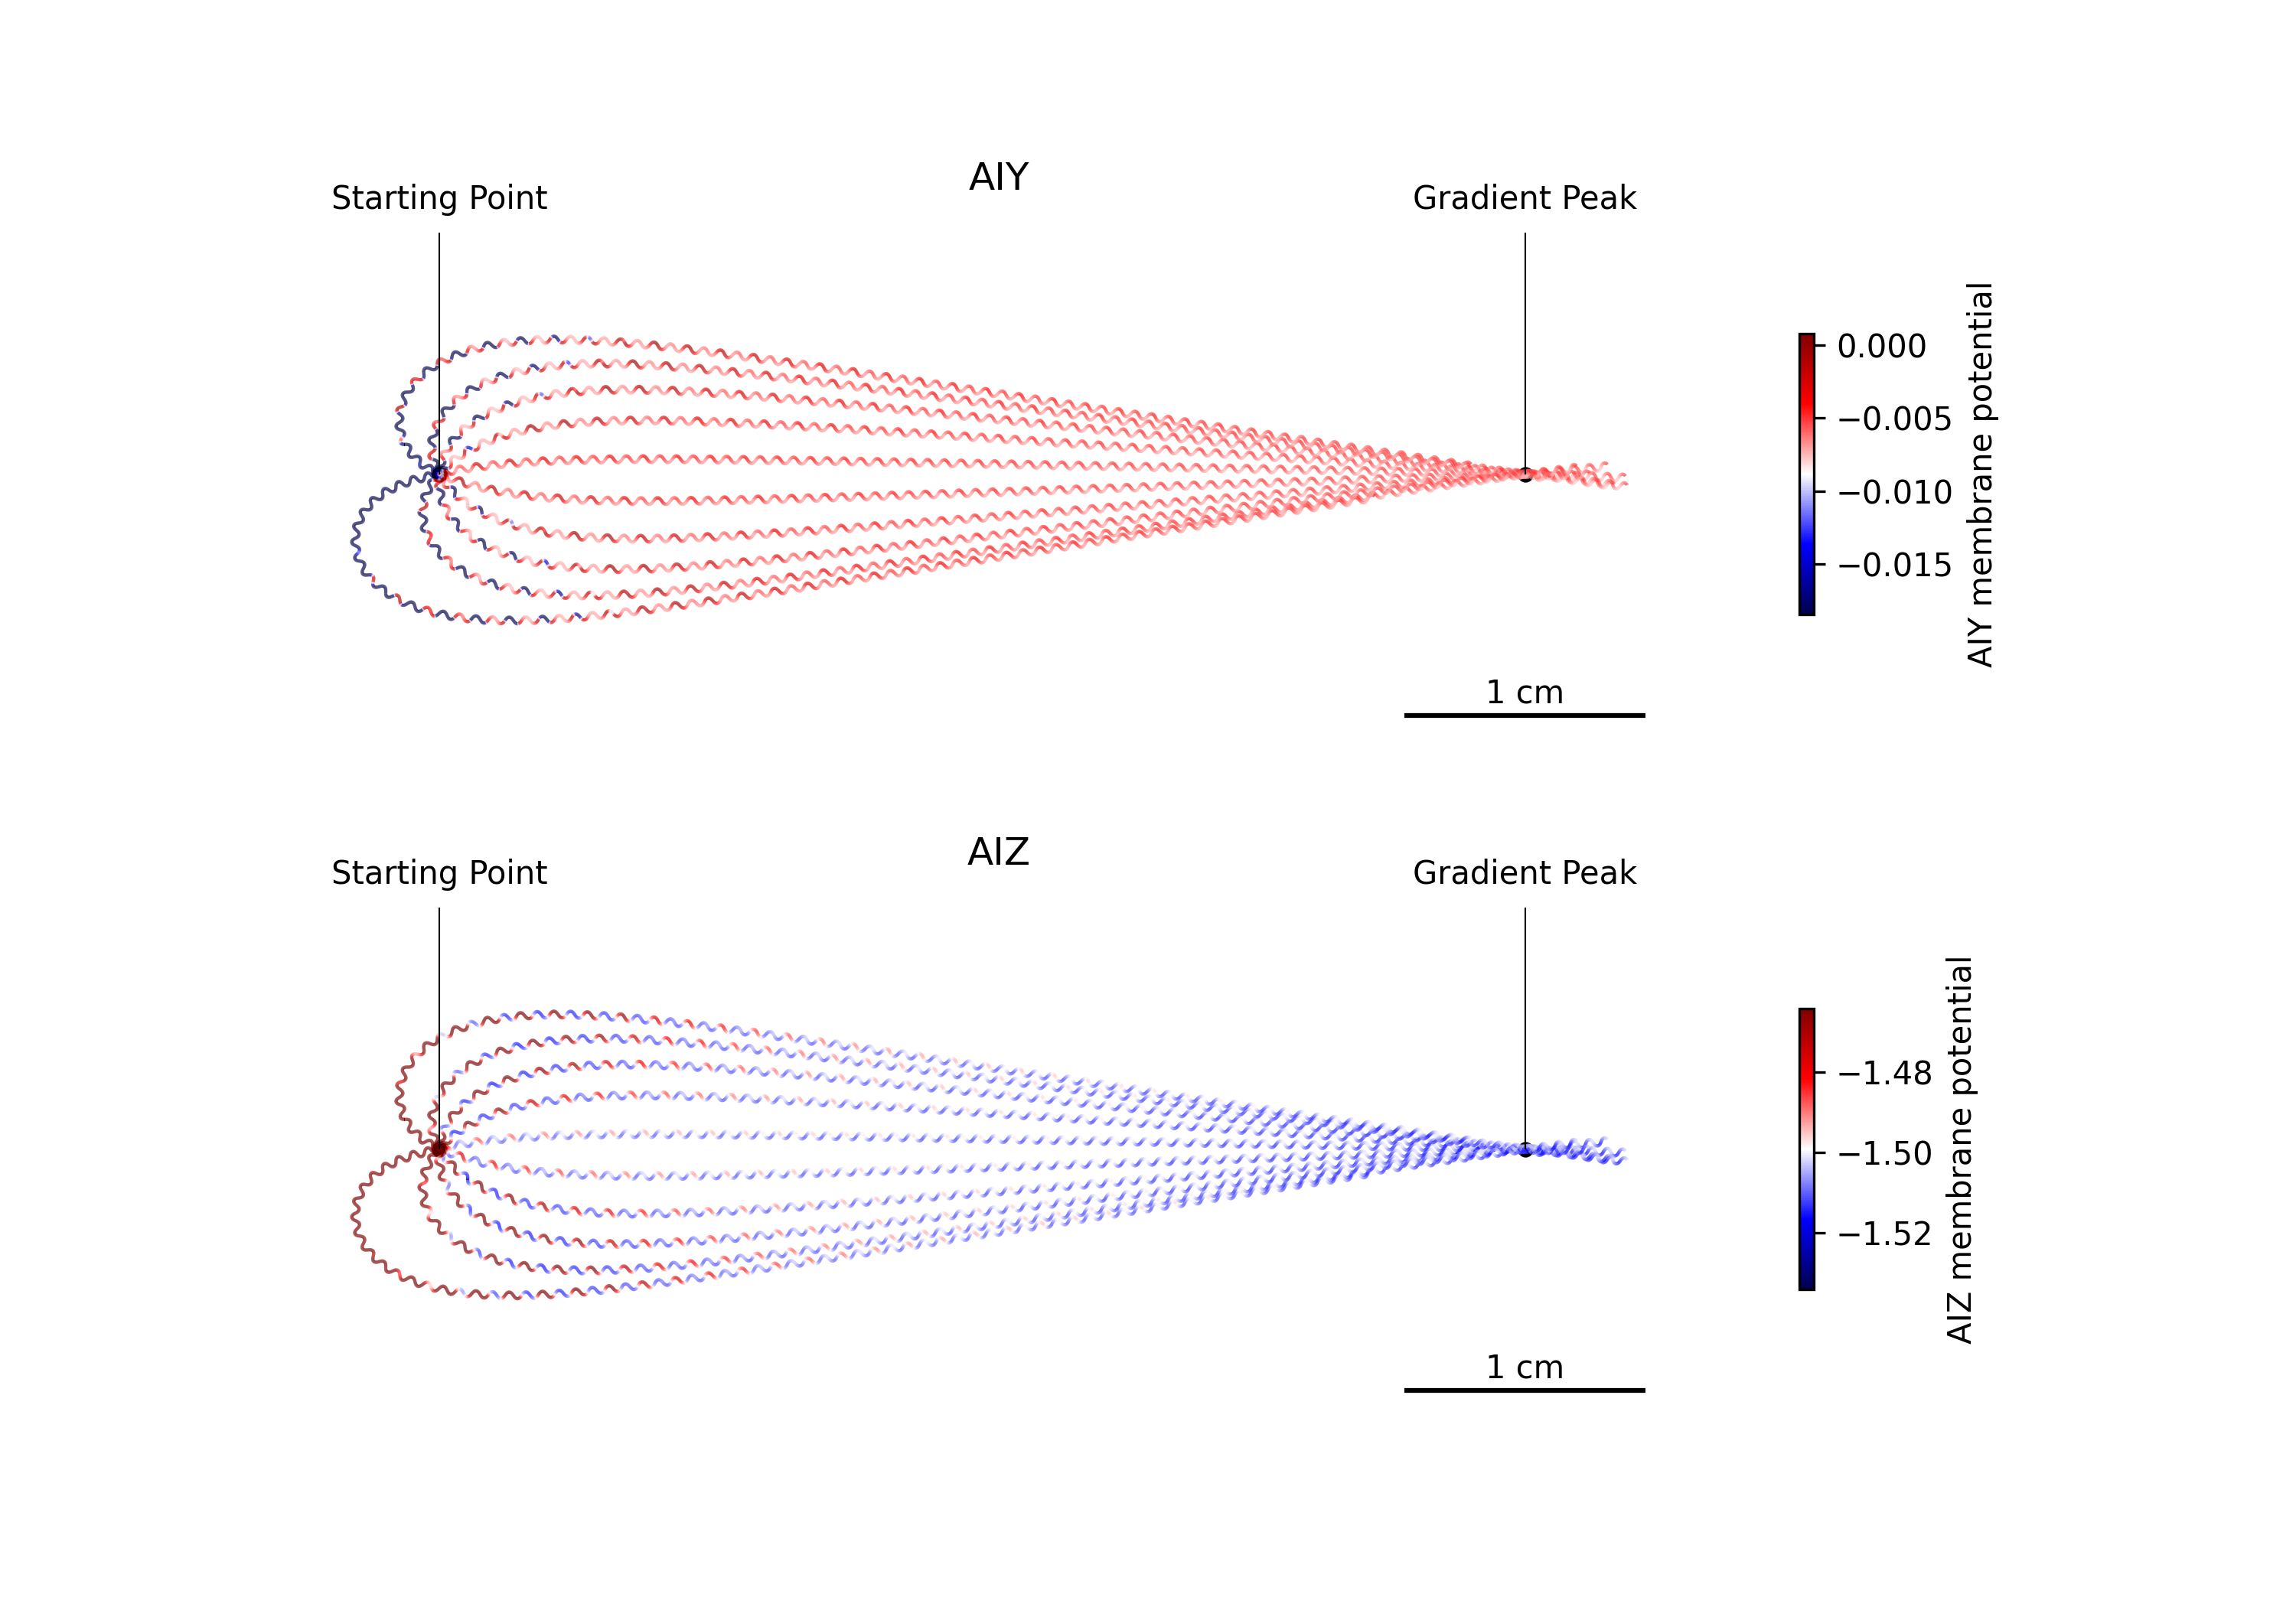 AIY
Starting Point
Gradient Peak
0.000
−0.005
−0.010
−0.015
AIY membrane potential
1 cm
AIZ
Starting Point
Gradient Peak
−1.48
−1.50
−1.52
AIZ membrane potential
1 cm